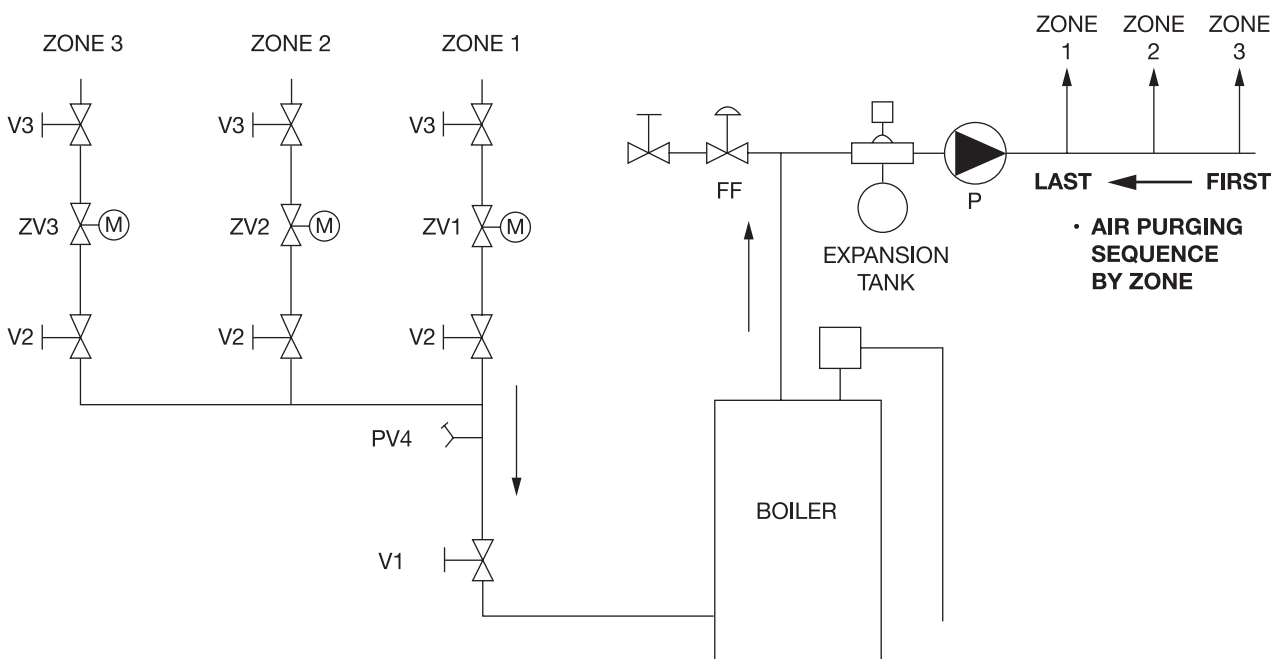 ZONE 3
ZONE 2
ZONE 1
ZONE
1
ZONE
2
ZONE
3
V3
V3
V3
FF
P
LAST
FIRST
• AIR PURGING
SEQUENCE
BY ZONE
ZV3
M
ZV2
M
ZV1
M
EXPANSION
TANK
V2
V2
V2
PV4
BOILER
V1